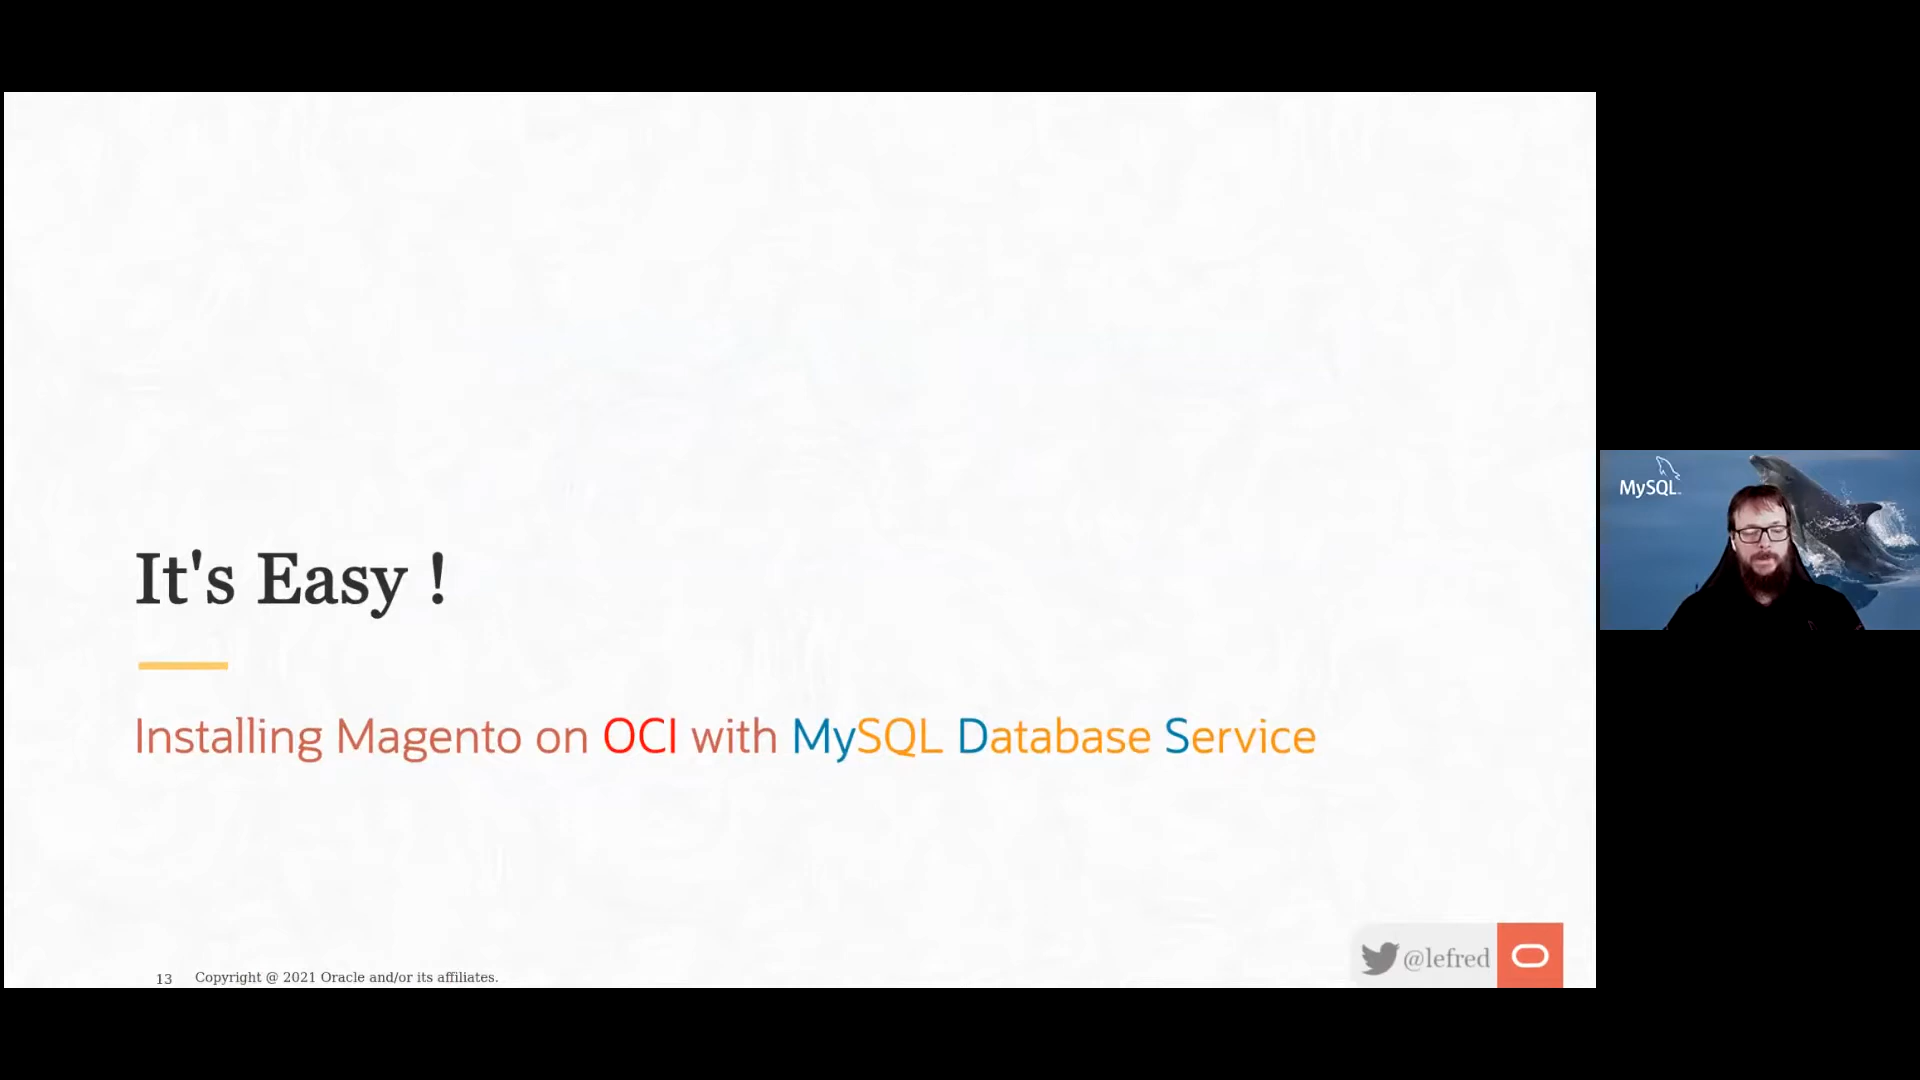 It's Easy !
Installing Magento on OCI with MySQL Database Service
@lefred
13 Copyright @ 2021 Oracle and/or its affiliates.
MySQL